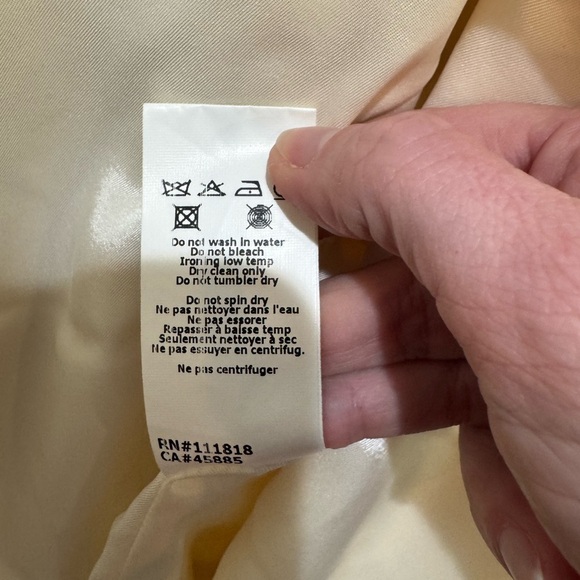 Do not wash in water
Do not bleach
Ironing low temp
Dry clean only
Do not tumbler dry
Do not spin dry
Ne pas nettoyer dans l'eau
Ne pas essorer
Repasser à baisse temp
Seulement nettoyer à sec
Ne pas essuyer en centrifug.
Ne pas centrifuger
RN#111818
CA#45885